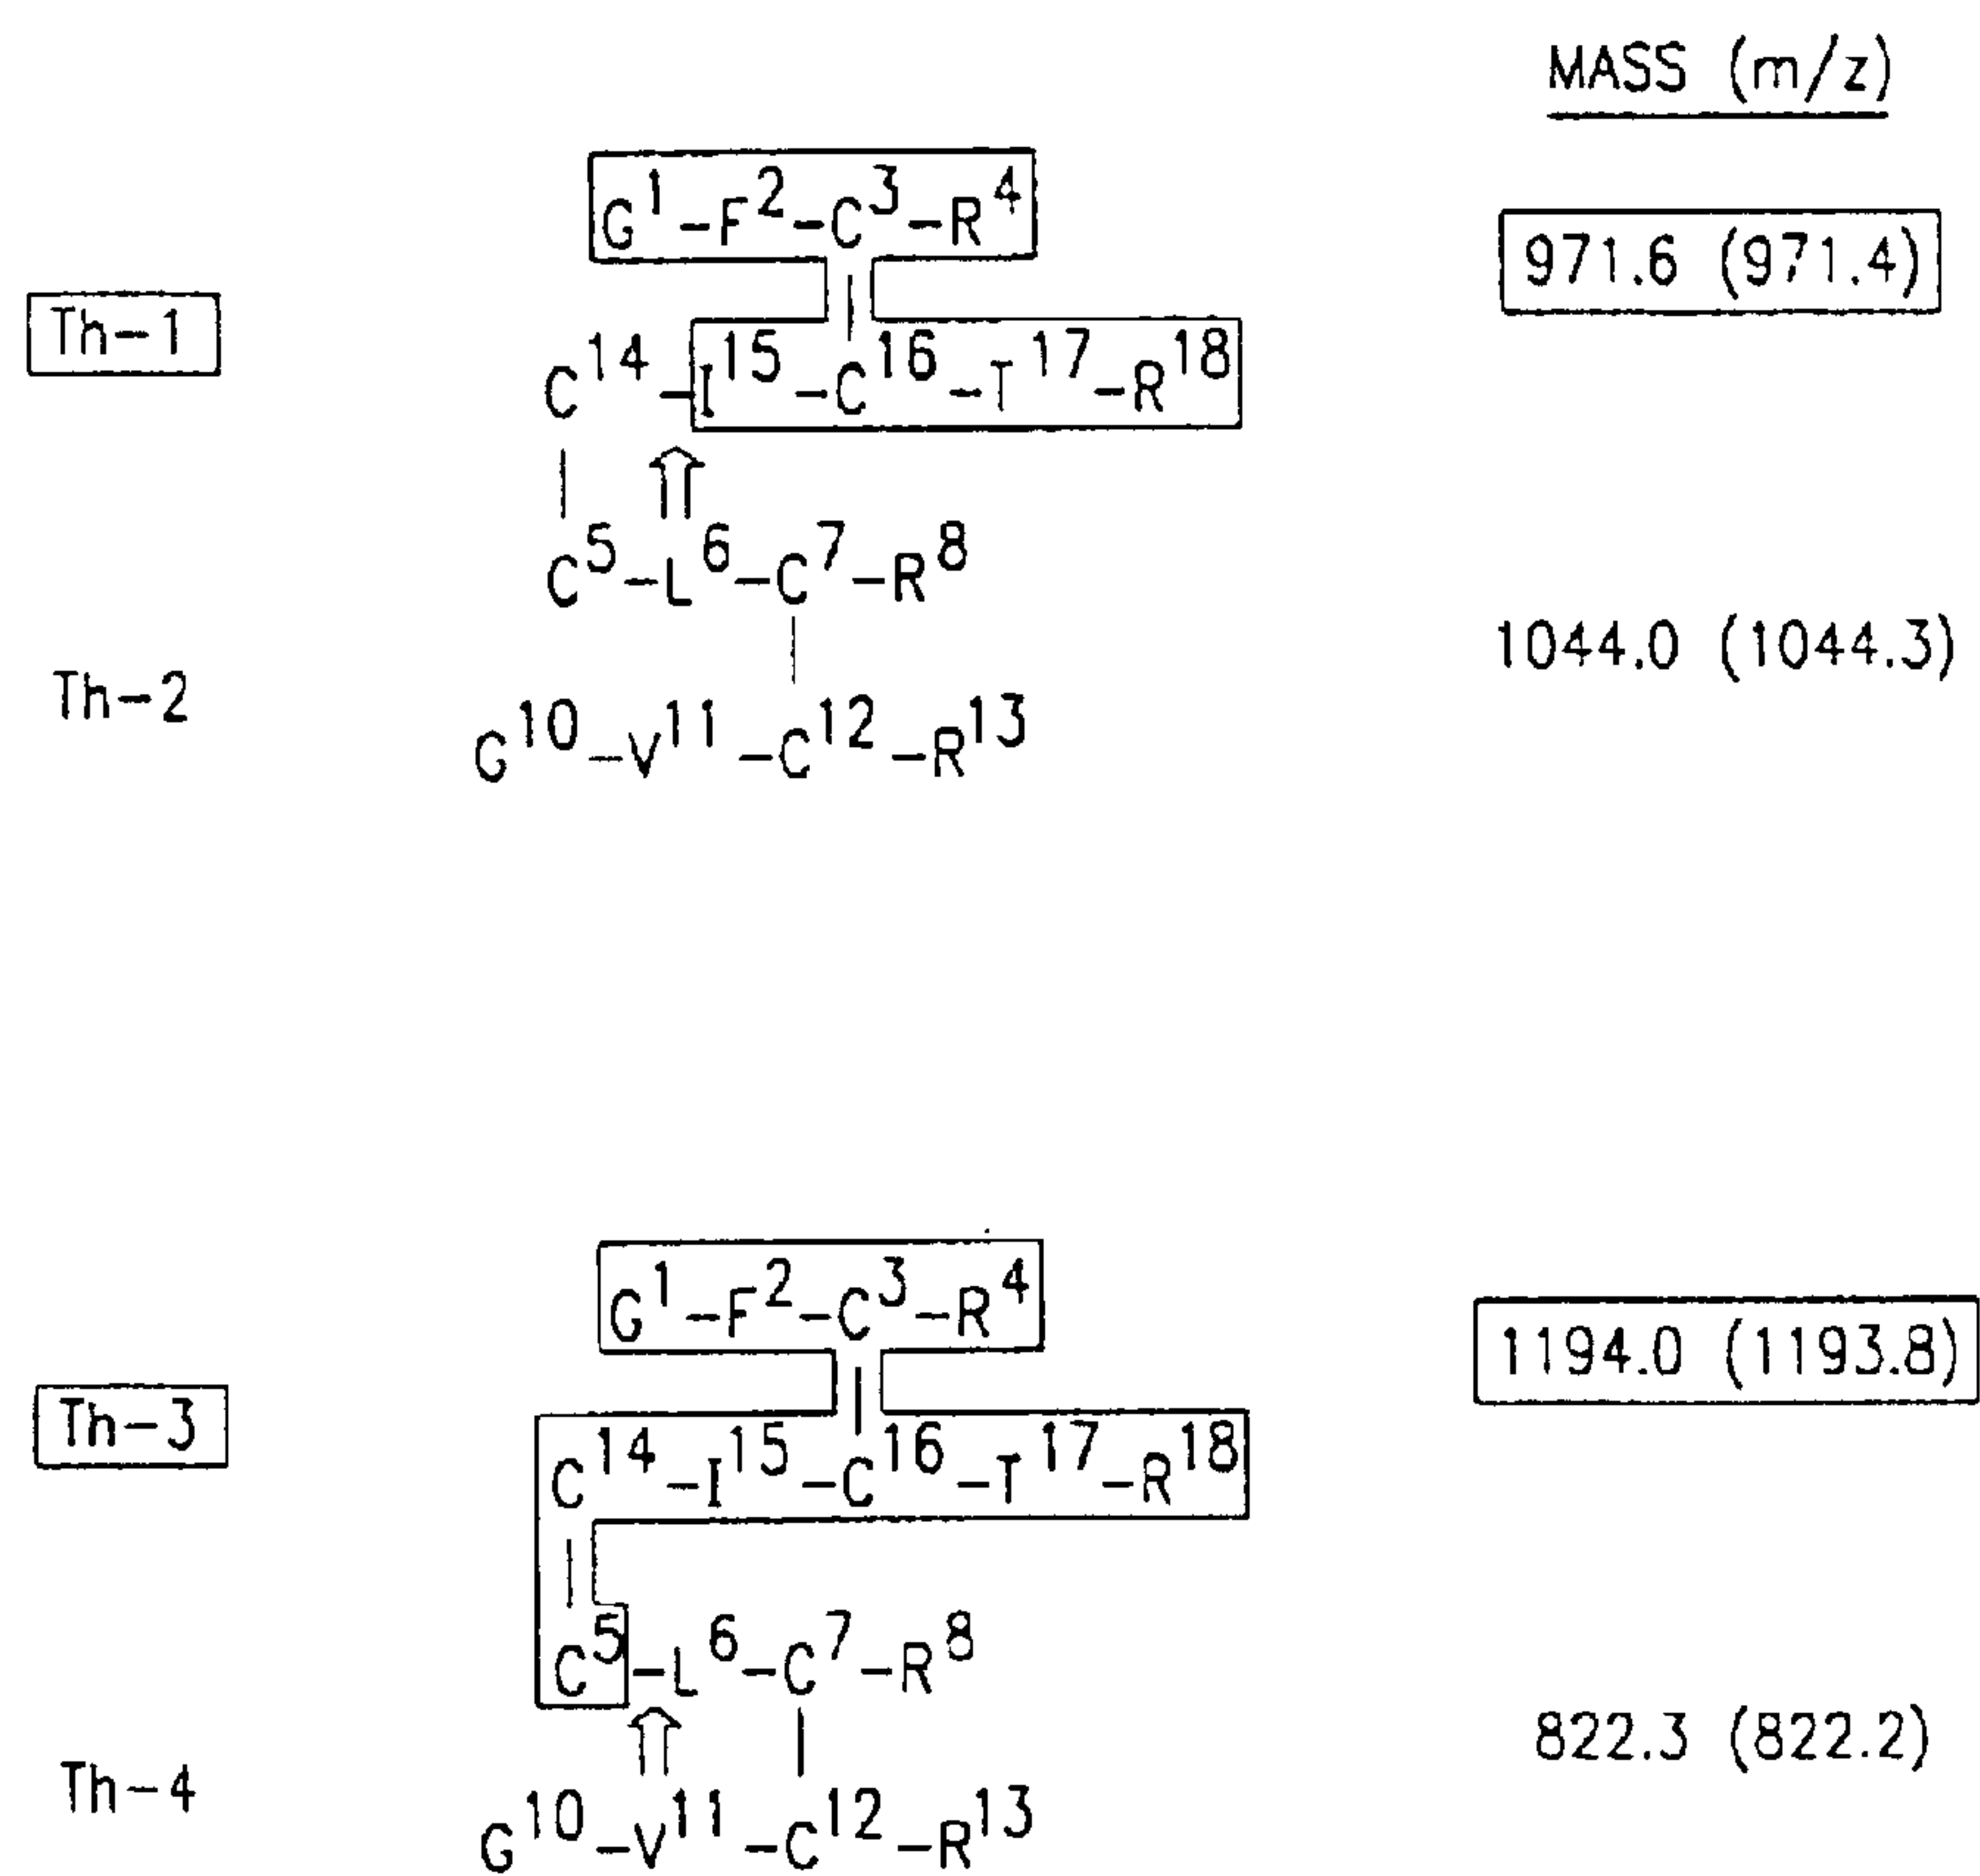 MASS (m/z)
G¹-F²-C³-R⁴
971.6 (971.4)
Th-1
C¹⁴-I¹⁵-C¹⁶-T¹⁷-R¹⁸
C⁵-L⁶-C⁷-R⁸
1044.0 (1044.3)
Th-2
G¹⁰-V¹¹-C¹²-R¹³
G¹-F²-C³-R⁴
1194.0 (1193.8)
Th-3
C¹⁴-I¹⁵-C¹⁶-T¹⁷-R¹⁸
C⁵-L⁶-C⁷-R⁸
822.3 (822.2)
Th-4
G¹⁰-V¹¹-C¹²-R¹³